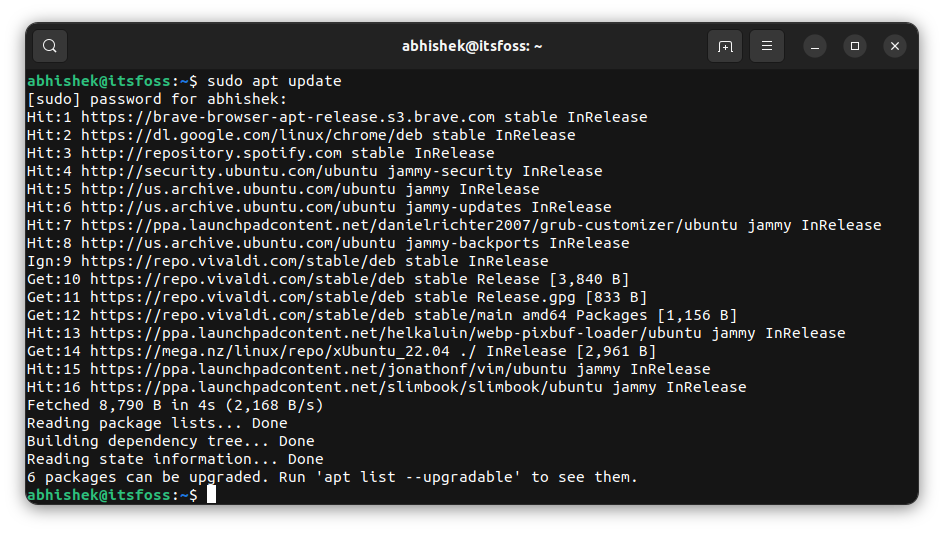 abhishek@itsfoss: ~
abhishek@itsfoss:~$ sudo apt update
[sudo] password for abhishek:
Hit:1 https://brave-browser-apt-release.s3.brave.com stable InRelease
Hit:2 https://dl.google.com/linux/chrome/deb stable InRelease
Hit:3 http://repository.spotify.com stable InRelease
Hit:4 http://security.ubuntu.com/ubuntu jammy-security InRelease
Hit:5 http://us.archive.ubuntu.com/ubuntu jammy InRelease
Hit:6 http://us.archive.ubuntu.com/ubuntu jammy-updates InRelease
Hit:7 https://ppa.launchpadcontent.net/danielrichter2007/grub-customizer/ubuntu jammy InRelease
Hit:8 http://us.archive.ubuntu.com/ubuntu jammy-backports InRelease
Ign:9 https://repo.vivaldi.com/stable/deb stable InRelease
Get:10 https://repo.vivaldi.com/stable/deb stable Release [3,840 B]
Get:11 https://repo.vivaldi.com/stable/deb stable Release.gpg [833 B]
Get:12 https://repo.vivaldi.com/stable/deb stable/main amd64 Packages [1,156 B]
Hit:13 https://ppa.launchpadcontent.net/helkaluin/webp-pixbuf-loader/ubuntu jammy InRelease
Get:14 https://mega.nz/linux/repo/xUbuntu_22.04 ./ InRelease [2,961 B]
Hit:15 https://ppa.launchpadcontent.net/jonathonf/vim/ubuntu jammy InRelease
Hit:16 https://ppa.launchpadcontent.net/slimbook/slimbook/ubuntu jammy InRelease
Fetched 8,790 B in 4s (2,168 B/s)
Reading package lists... Done
Building dependency tree... Done
Reading state information... Done
6 packages can be upgraded. Run 'apt list --upgradable' to see them.
abhishek@itsfoss:~$